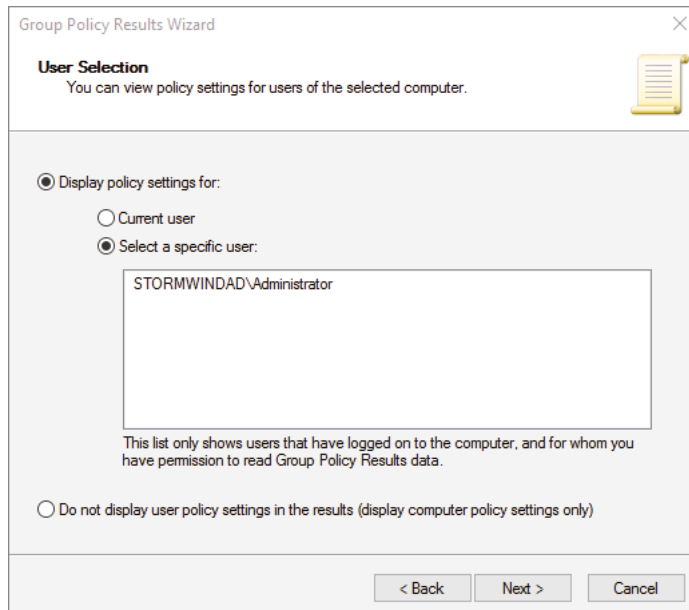 Group Policy Results Wizard
User Selection
You can view policy settings for users of the selected computer.
Display policy settings for:
Current user
Select a specific user:
STORMWINDAD\Administrator
This list only shows users that have logged on to the computer, and for whom you
have permission to read Group Policy Results data.
Do not display user policy settings in the results (display computer policy settings only)
< Back Next > Cancel